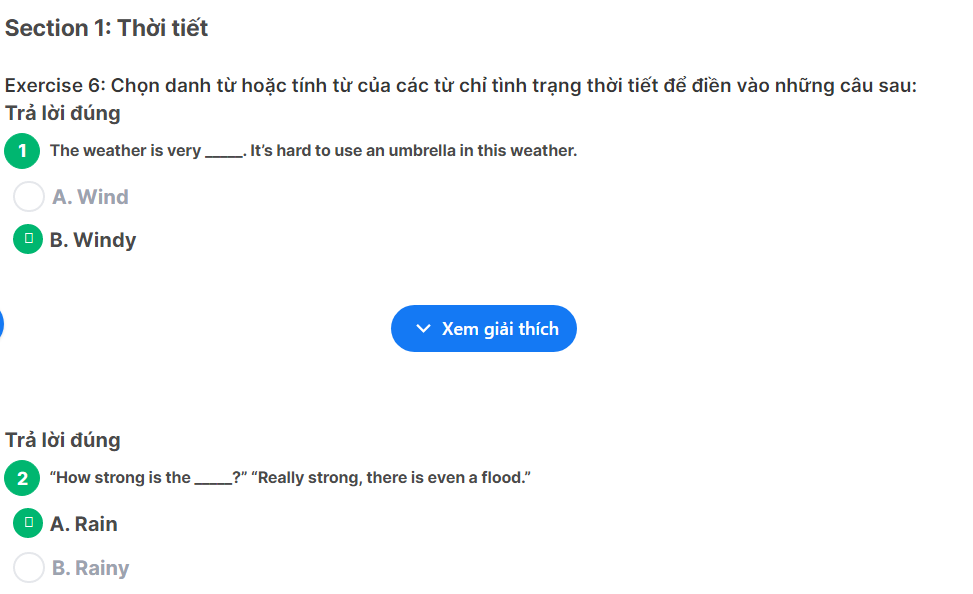 Section 1: Thời tiết
Exercise 6: Chọn danh từ hoặc tính từ của các từ chỉ tình trạng thời tiết để điền vào những câu sau:
Trả lời đúng
1 The weather is very _____. It’s hard to use an umbrella in this weather.
A. Wind
B. Windy
Xem giải thích
Trả lời đúng
2 “How strong is the _____?” “Really strong, there is even a flood.”
A. Rain
B. Rainy